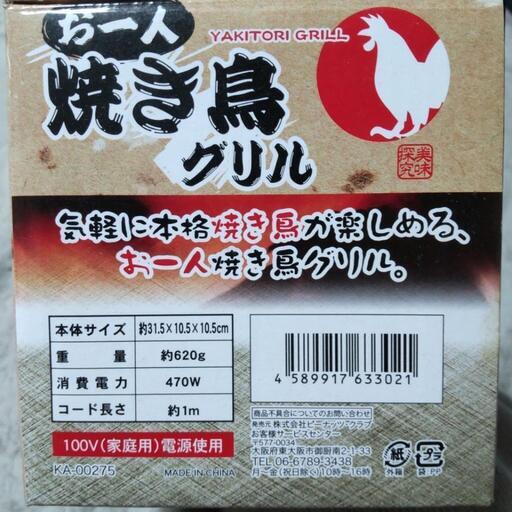 お一人
YAKITORI GRILL
焼き鳥
グリル
美味
探究
気軽に本格焼き鳥が楽しめる、
お一人焼き鳥グリル。
本体サイズ 約31.5×10.5×10.5cm
重量 約620g
消費電力 470W
コード長さ 約1m
100V(家庭用)電源使用
KA-00275 MADE IN CHINA
4 589917 633021
商品不具合についてのお問い合わせ
発売元 株式会社ピーナッツ・クラブ
お客様サービスセンター
〒577-0034
大阪府東大阪市御厨南2-1-33
TEL 06-6789-3438
月～金(祝日除く)10時～16時
紙
外箱
プラ
袋、PP